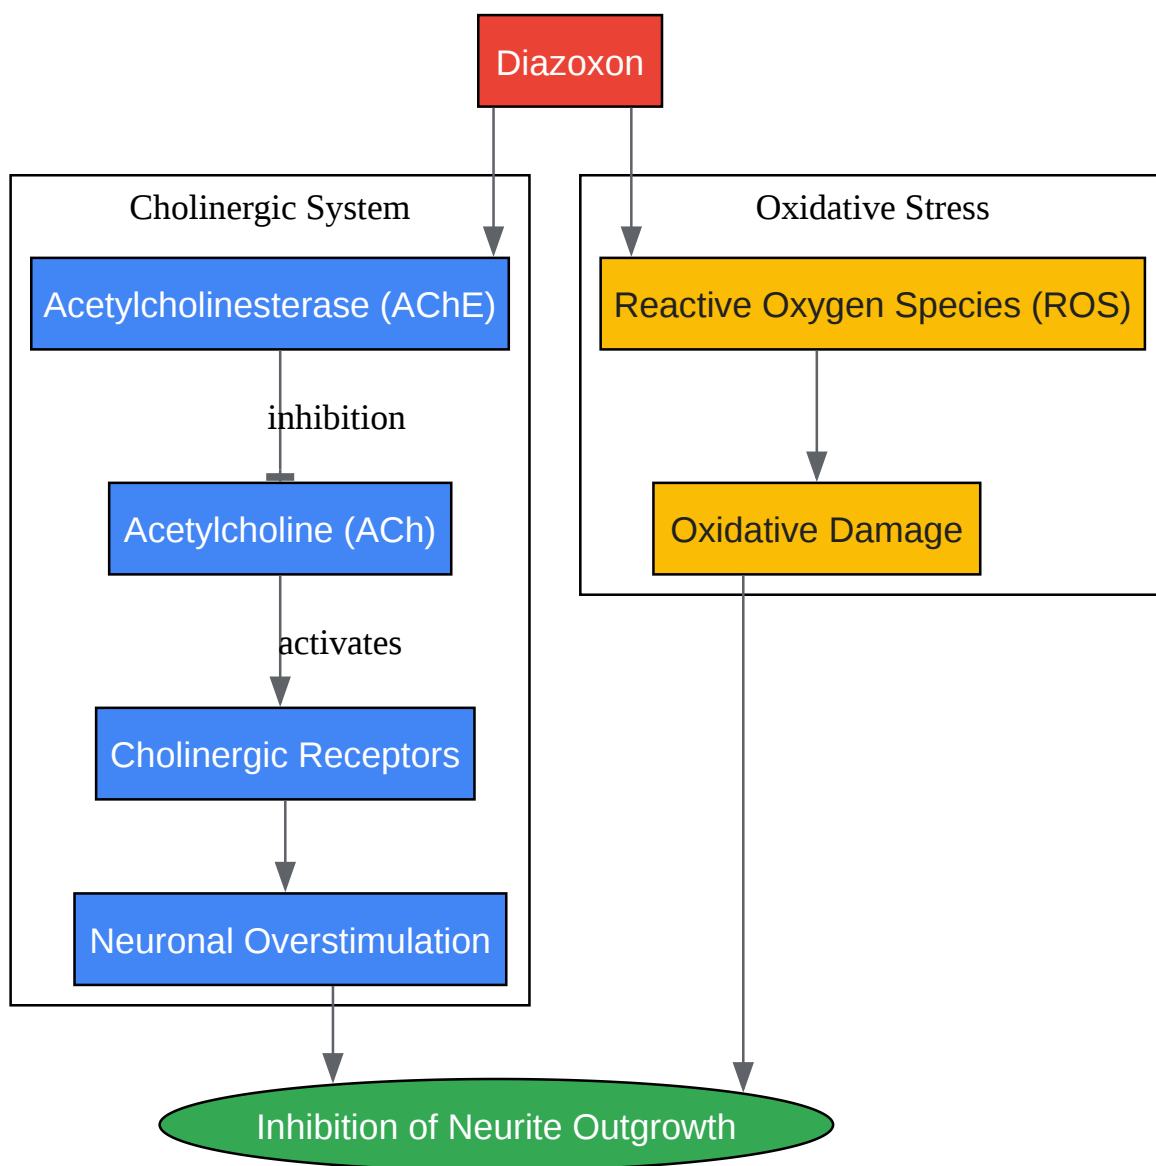 Diazoxon
Cholinergic System
Oxidative Stress
Acetylcholinesterase (AChE)
Reactive Oxygen Species (ROS)
inhibition
Acetylcholine (ACh)
Oxidative Damage
activates
Cholinergic Receptors
Neuronal Overstimulation
Inhibition of Neurite Outgrowth